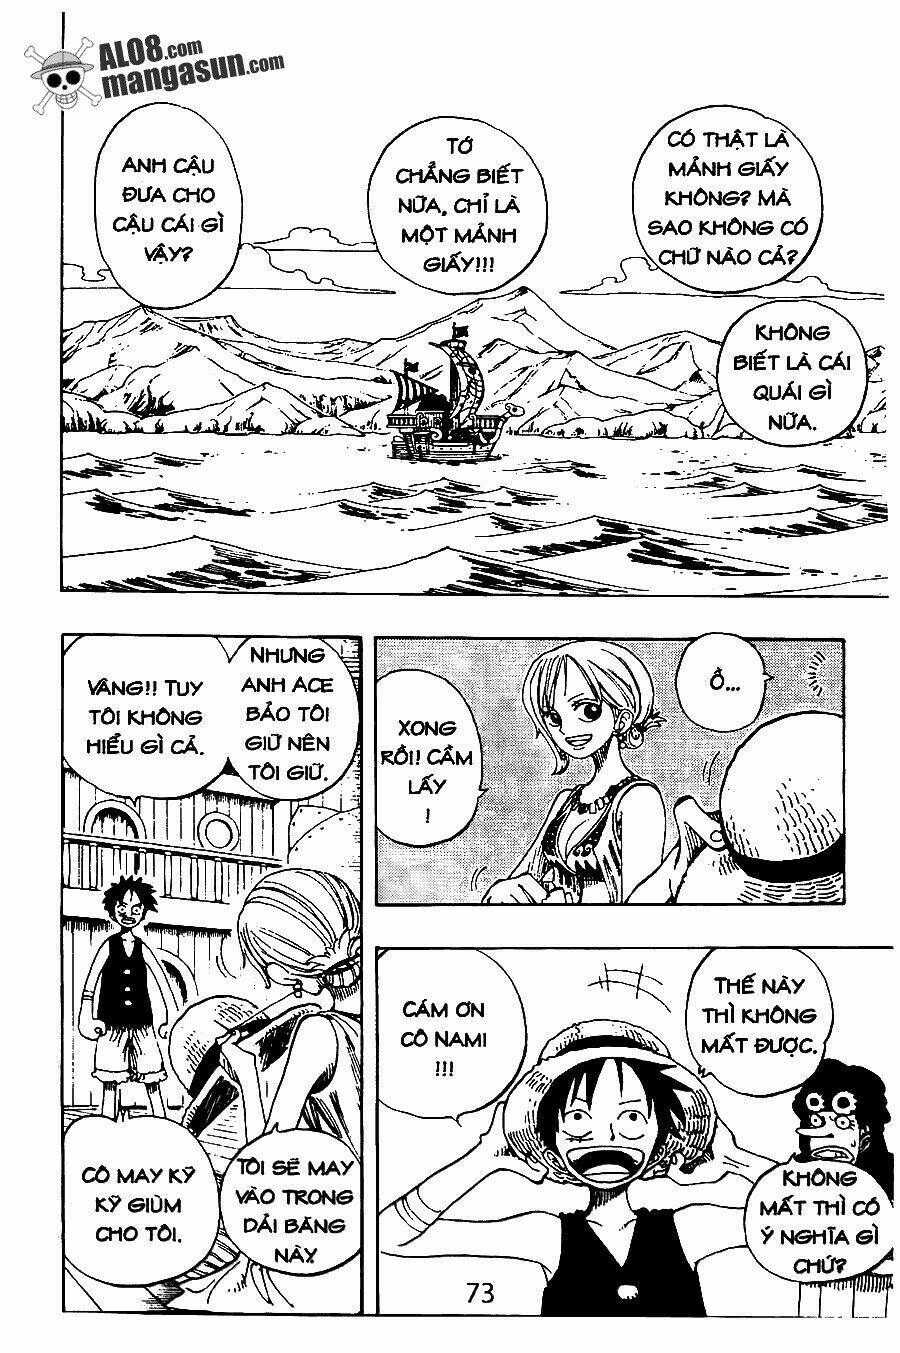 AL08.com
mangasun.com
ANH CẬU
ĐƯA CHO
CẬU CÁI GÌ
VẬY?
TỚ
CHẲNG BIẾT
NỮA, CHỈ LÀ
MỘT MẢNH
GIẤY!!!
CÓ THẬT LÀ
MẢNH GIẤY
KHÔNG? MÀ
SAO KHÔNG CÓ
CHỮ NÀO CẢ?
KHÔNG
BIẾT LÀ CÁI
QUÁI GÌ
NỮA.
VÂNG!! TUY
TÔI KHÔNG
HIỂU GÌ CẢ.
NHƯNG
ANH ACE
BẢO TÔI
GIỮ NÊN
TÔI GIỮ.
CÔ MAY KỸ
KỸ GIÙM
CHO TÔI.
TÔI SẼ MAY
VÀO TRONG
DẢI BĂNG
NÀY.
XONG
RỒI! CẦM
LẤY
!
Ồ...
CÁM ƠN
CÔ NAMI
!!!
THẾ NÀY
THÌ KHÔNG
MẤT ĐƯỢC.
KHÔNG
MẤT THÌ CÓ
Ý NGHĨA GÌ
CHỨ?
73